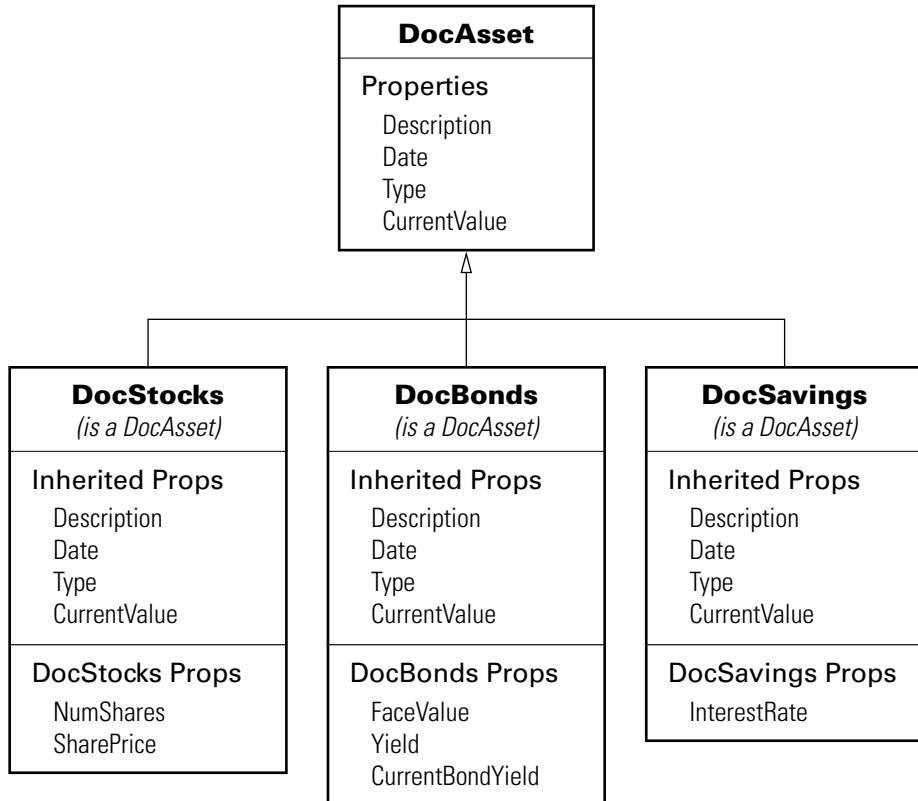 DocAsset
Properties
Description
Date
Type
CurrentValue
DocStocks
(is a DocAsset)
Inherited Props
Description
Date
Type
CurrentValue
DocStocks Props
NumShares
SharePrice
DocBonds
(is a DocAsset)
Inherited Props
Description
Date
Type
CurrentValue
DocBonds Props
FaceValue
Yield
CurrentBondYield
DocSavings
(is a DocAsset)
Inherited Props
Description
Date
Type
CurrentValue
DocSavings Props
InterestRate